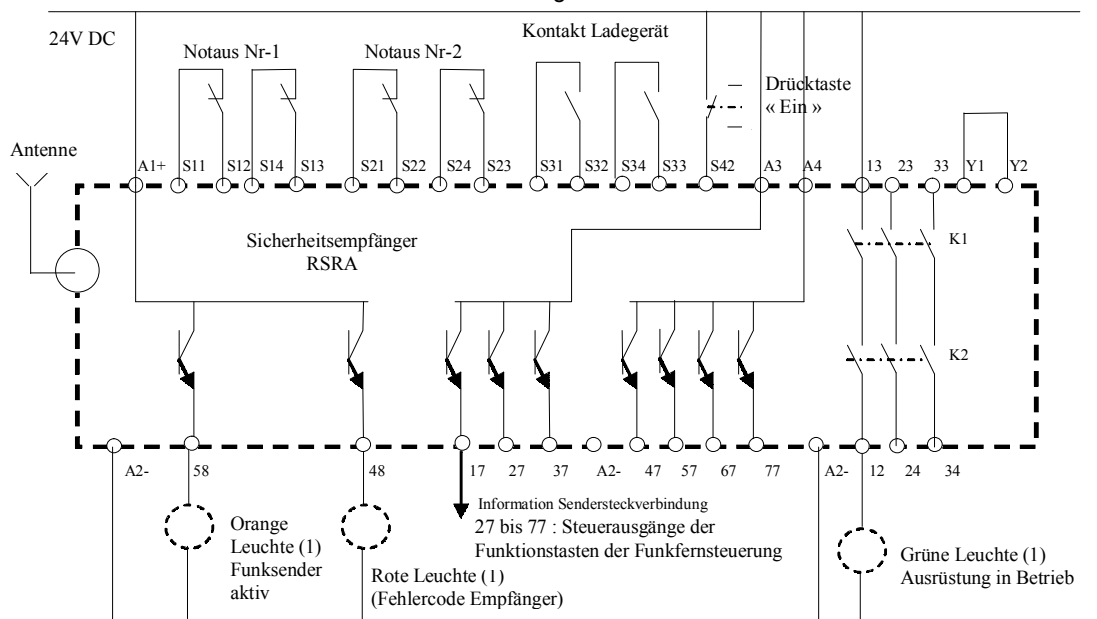 24V DC
Notaus Nr-1
Notaus Nr-2
Kontakt Ladegerät
Drücktaste
« Ein »
Antenne
A1+ S11 S12 S14 S13 S21 S22 S24 S23 S31 S32 S34 S33 S42 A3 A4 13 23 33 Y1 Y2
Sicherheitsempfänger
RSRA
K1
K2
A2- 58 48 17 27 37 A2- 47 57 67 77 A2- 12 24 34
Information Sendersteckverbindung
27 bis 77 : Steuerausgänge der
Funktionstasten der Funkfernsteuerung
Orange
Leuchte (1)
Funksender
aktiv
Rote Leuchte (1)
(Fehlercode Empfänger)
Grüne Leuchte (1)
Ausrüstung in Betrieb